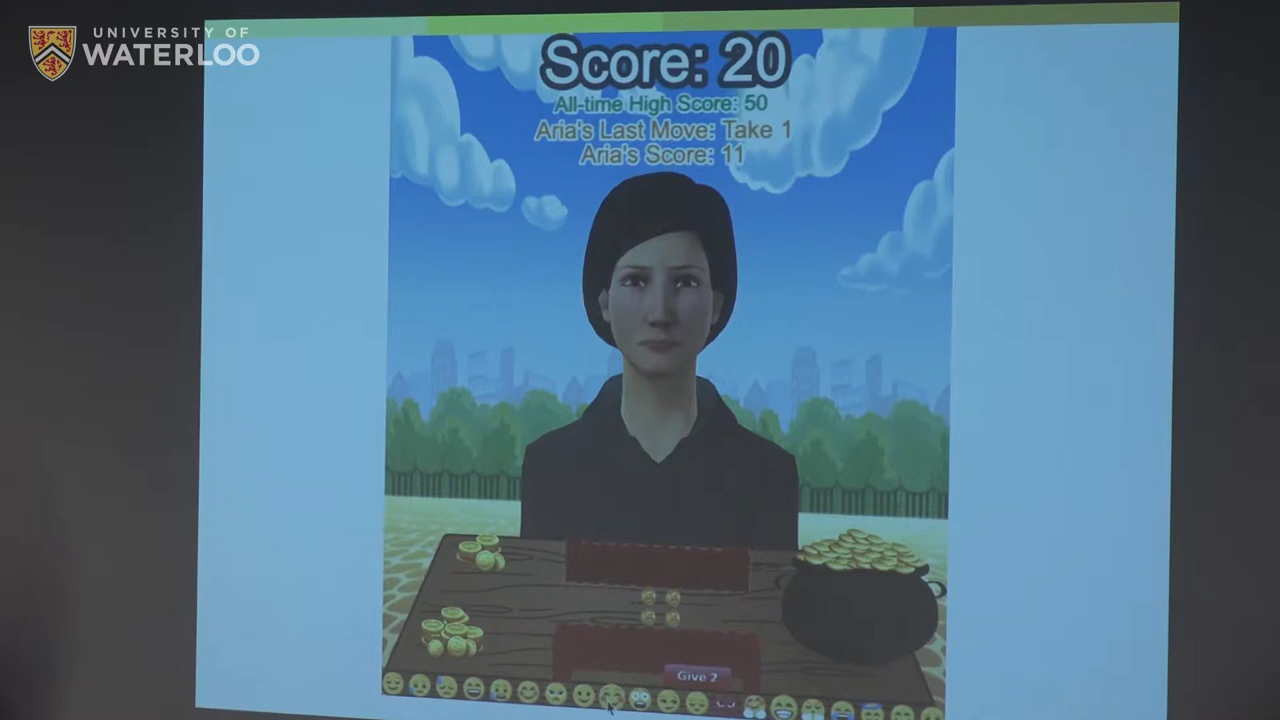 UNIVERSITY OF
WATERLOO
Score: 20
All-time High Score: 50
Aria's Last Move: Take 1
Aria's Score: 11
Give 2